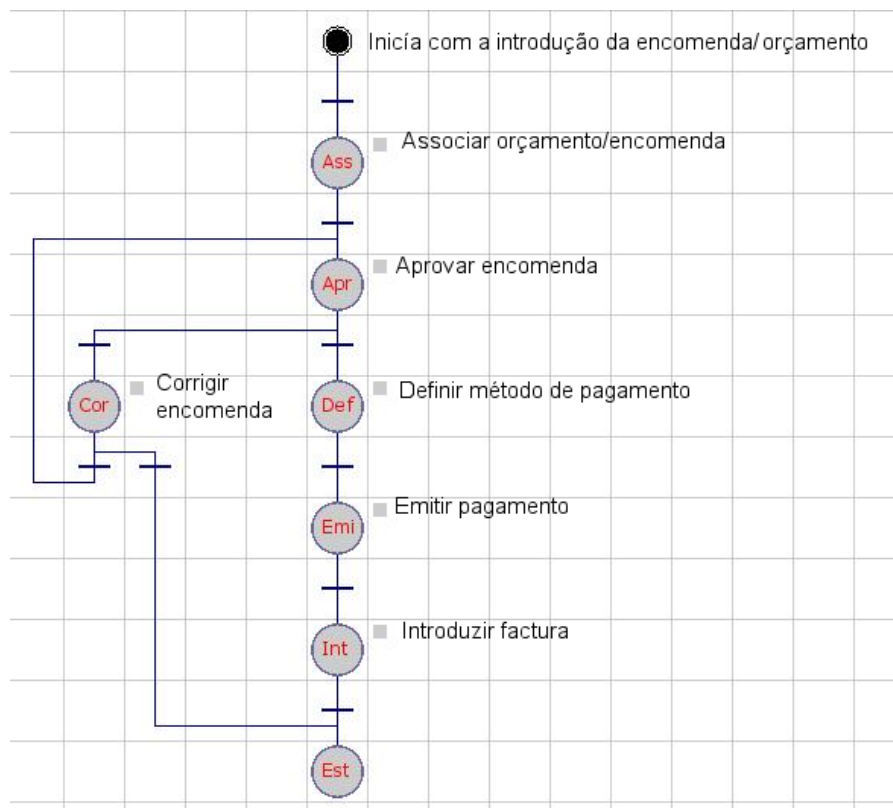 Inicía com a introdução da encomenda/orçamento
Ass
Associar orçamento/encomenda
Apr
Aprovar encomenda
Cor
Corrigir
encomenda
Def
Definir método de pagamento
Emi
Emitir pagamento
Int
Introduzir factura
Est